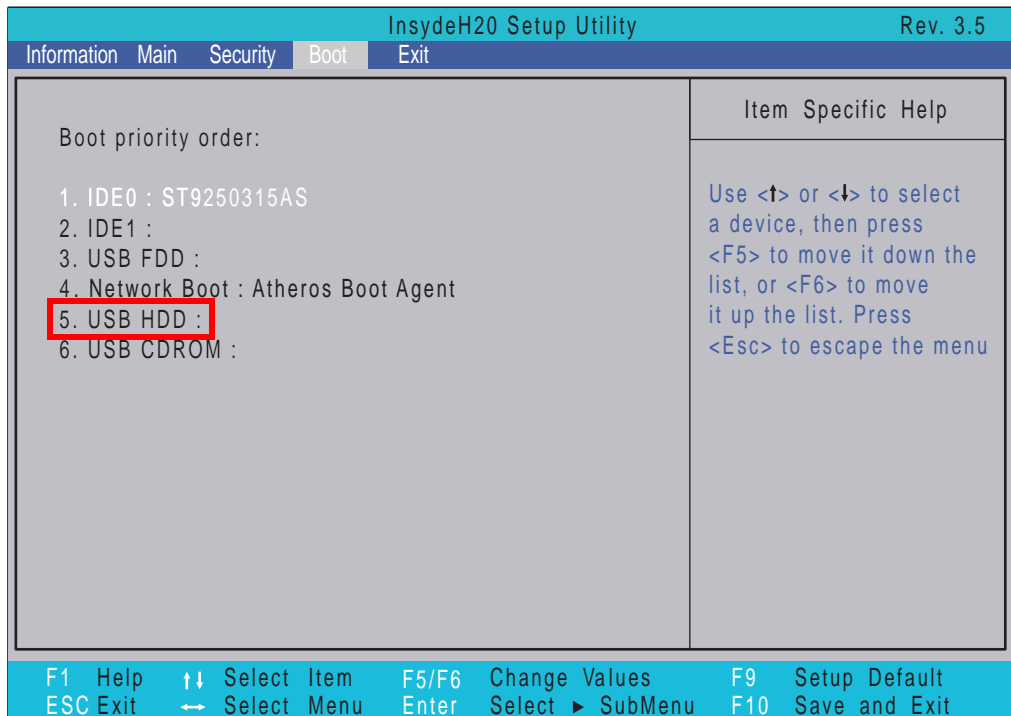 InsydeH20 Setup Utility Rev. 3.5
Information Main Security Boot Exit
Boot priority order:
1. IDE0 : ST9250315AS
2. IDE1 :
3. USB FDD :
4. Network Boot : Atheros Boot Agent
5. USB HDD :
6. USB CDROM :
Item Specific Help
Use <↑> or <↓> to select
a device, then press
<F5> to move it down the
list, or <F6> to move
it up the list. Press
<Esc> to escape the menu
F1 Help ↑↓ Select Item F5/F6 Change Values F9 Setup Default
ESC Exit ↔ Select Menu Enter Select ► SubMenu F10 Save and Exit